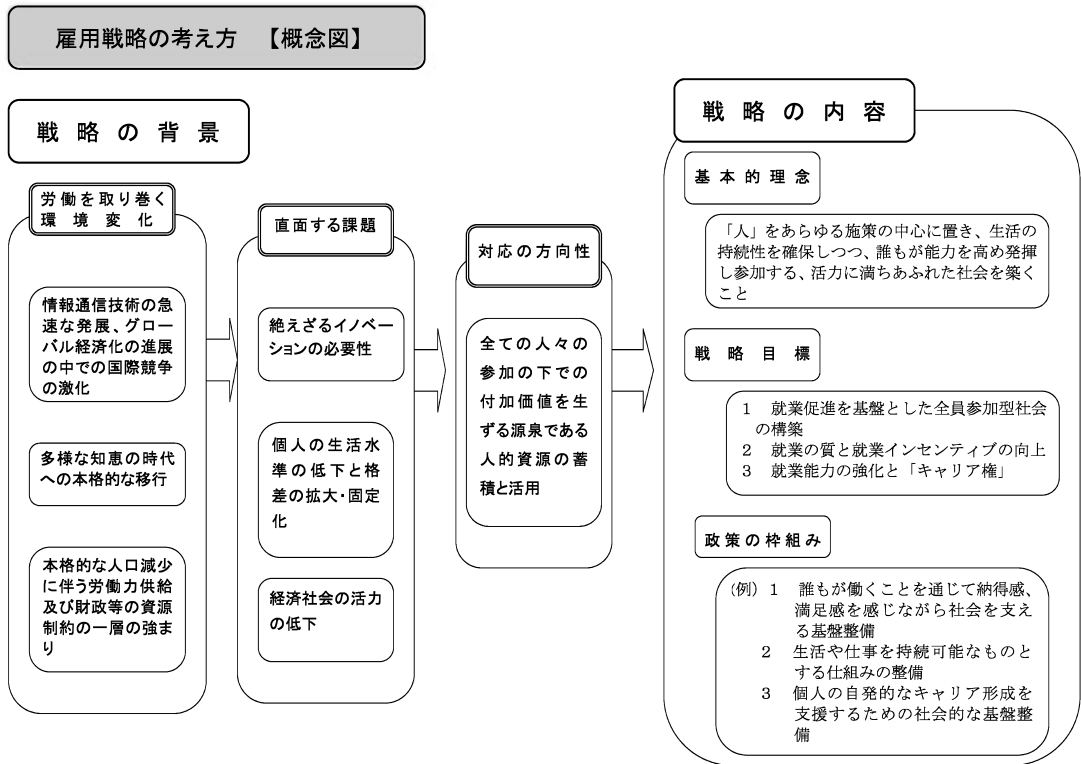 雇用戦略の考え方　【概念図】
戦略の背景
労働を取り巻く
環境変化
情報通信技術の急
速な発展、グロー
バル経済化の進展
の中での国際競争
の激化
多様な知恵の時代
への本格的な移行
本格的な人口減少
に伴う労働力供給
及び財政等の資源
制約の一層の強ま
り
直面する課題
絶えざるイノベー
ションの必要性
個人の生活水
準の低下と格
差の拡大・固定
化
経済社会の活力
の低下
対応の方向性
全ての人々の
参加の下での
付加価値を生
ずる源泉である
人的資源の蓄
積と活用
戦略の内容
基本的理念
「人」をあらゆる施策の中心に置き、生活の
持続性を確保しつつ、誰もが能力を高め発揮
し参加する、活力に満ちあふれた社会を築く
こと
戦略目標
１　就業促進を基盤とした全員参加型社会
の構築
２　就業の質と就業インセンティブの向上
３　就業能力の強化と「キャリア権」
政策の枠組み
（例）１　誰もが働くことを通じて納得感、
満足感を感じながら社会を支え
る基盤整備
２　生活や仕事を持続可能なものと
する仕組みの整備
３　個人の自発的なキャリア形成を
支援するための社会的な基盤整
備